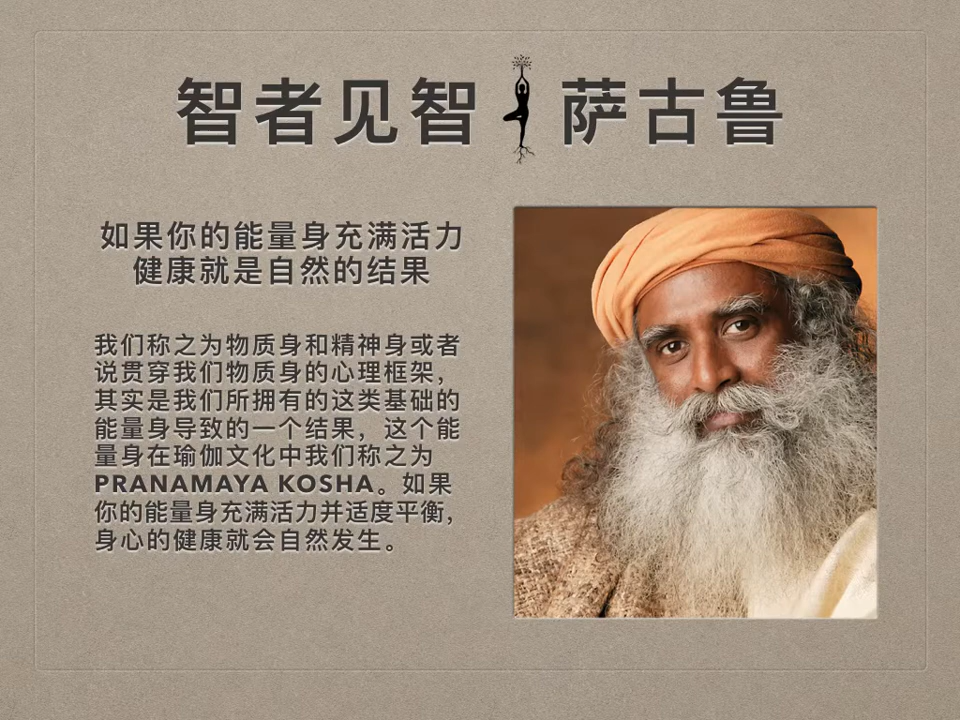 智者见智 萨古鲁
如果你的能量身充满活力
健康就是自然的结果
我们称之为物质身和精神身或者
说贯穿我们物质身的心理框架，
其实是我们所拥有的这类基础的
能量身导致的一个结果，这个能
量身在瑜伽文化中我们称之为
PRANAMAYA KOSHA。如果
你的能量身充满活力并适度平衡，
身心的健康就会自然发生。